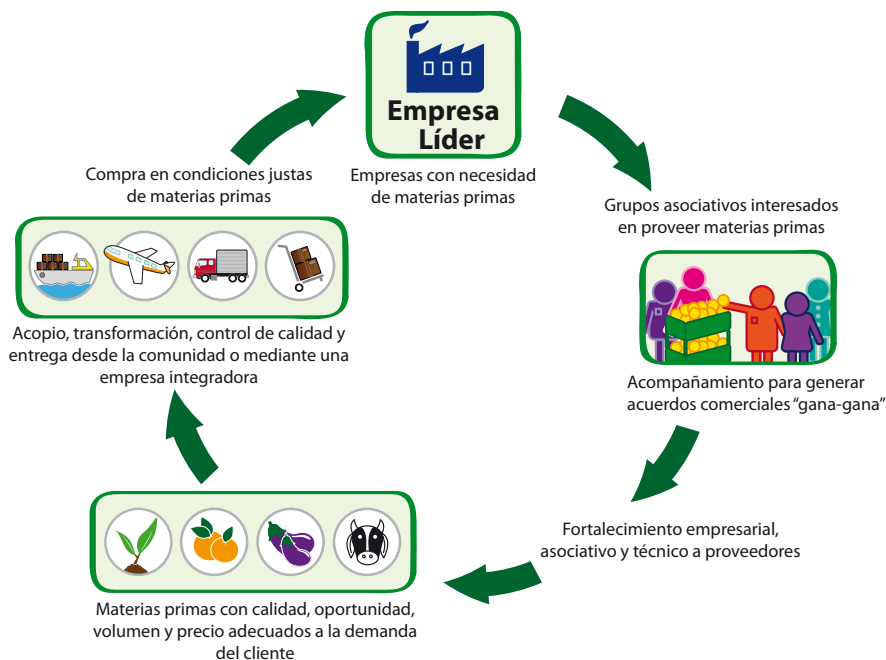 Empresa
Líder
Empresas con necesidad
de materias primas
Grupos asociativos interesados
en proveer materias primas
Acompañamiento para generar
acuerdos comerciales “gana-gana”
Fortalecimiento empresarial,
asociativo y técnico a proveedores
Materias primas con calidad, oportunidad,
volumen y precio adecuados a la demanda
del cliente
Acopio, transformación, control de calidad y
entrega desde la comunidad o mediante una
empresa integradora
Compra en condiciones justas
de materias primas